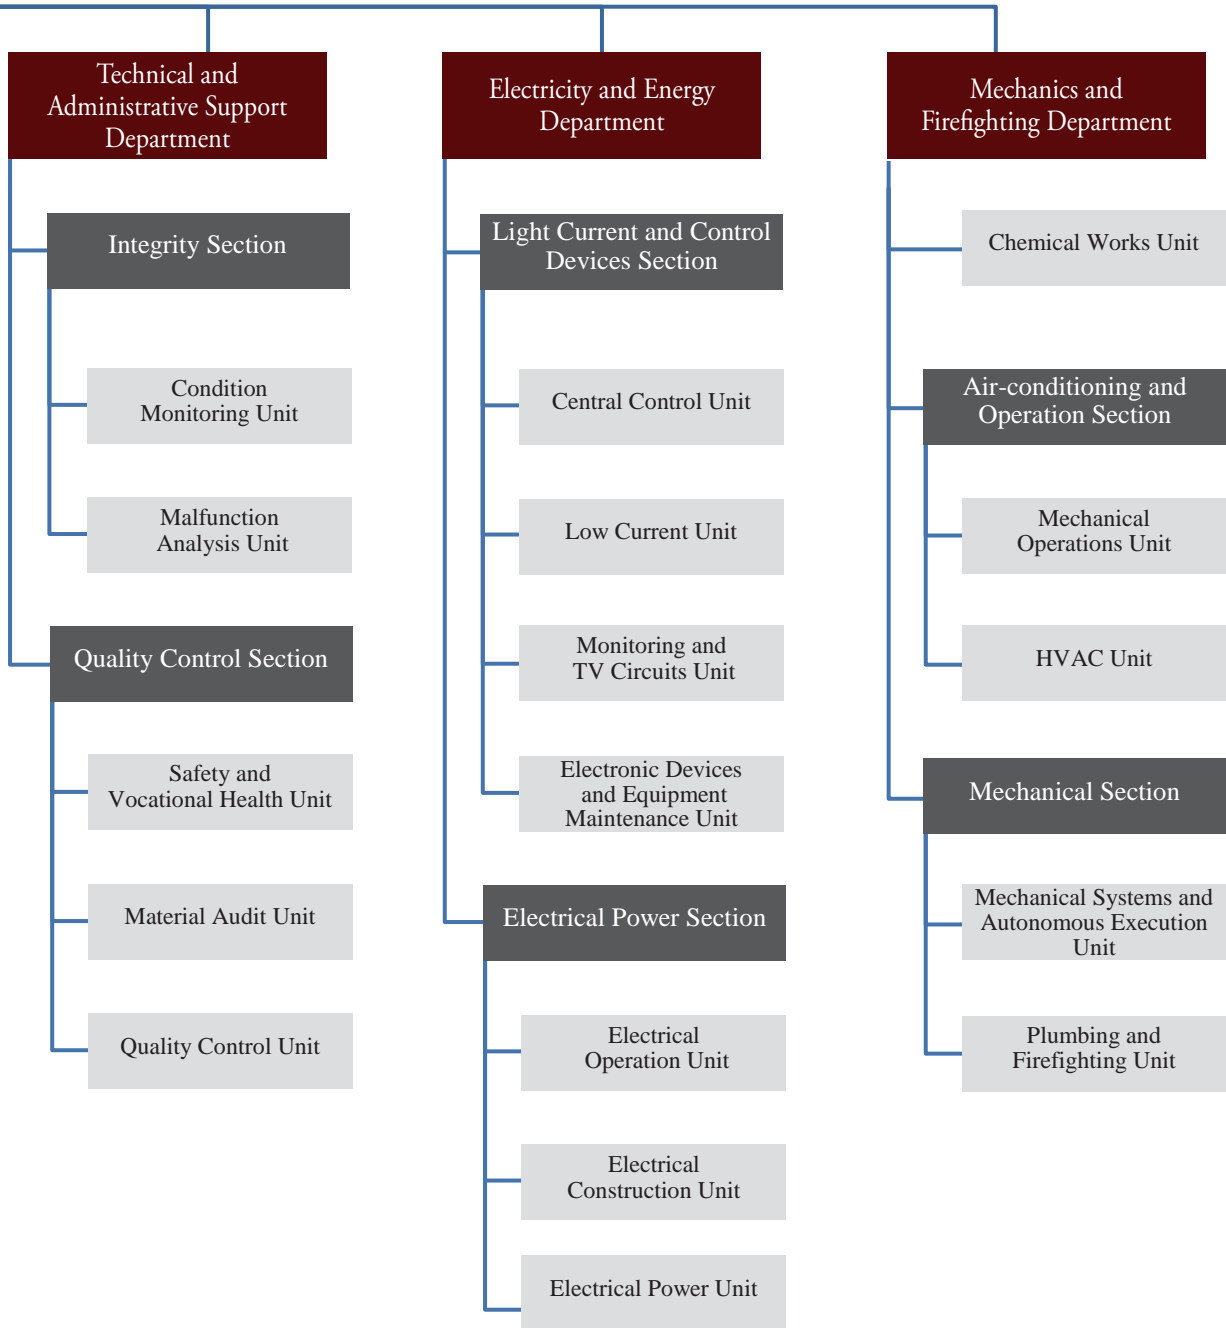 Technical and
Administrative Support
Department
Integrity Section
Condition
Monitoring Unit
Malfunction
Analysis Unit
Quality Control Section
Safety and
Vocational Health Unit
Material Audit Unit
Quality Control Unit
Electricity and Energy
Department
Light Current and Control
Devices Section
Central Control Unit
Low Current Unit
Monitoring and
TV Circuits Unit
Electronic Devices
and Equipment
Maintenance Unit
Electrical Power Section
Electrical
Operation Unit
Electrical
Construction Unit
Electrical Power Unit
Mechanics and
Firefighting Department
Chemical Works Unit
Air-conditioning and
Operation Section
Mechanical
Operations Unit
HVAC Unit
Mechanical Section
Mechanical Systems and
Autonomous Execution
Unit
Plumbing and
Firefighting Unit